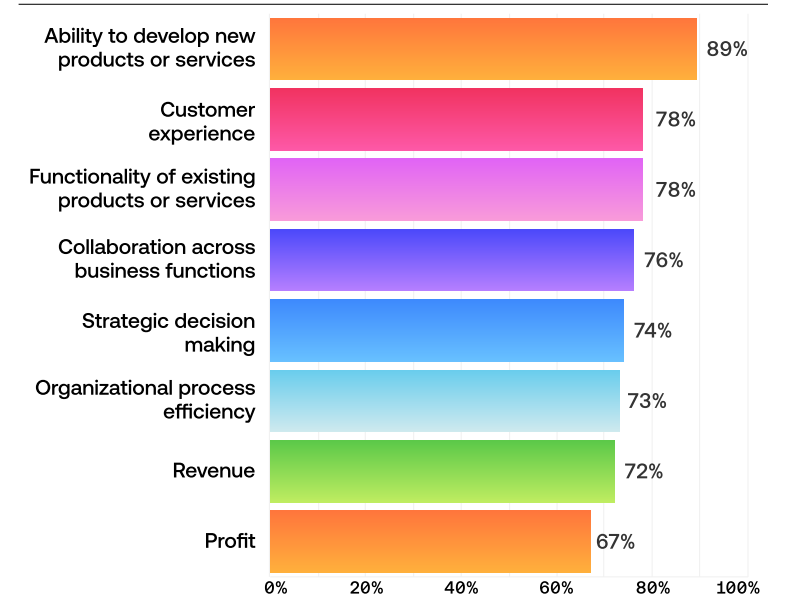 Ability to develop new
products or services
89%
Customer
experience
78%
Functionality of existing
products or services
78%
Collaboration across
business functions
76%
Strategic decision
making
74%
Organizational process
efficiency
73%
Revenue
72%
Profit
67%
0% 20% 40% 60% 80% 100%